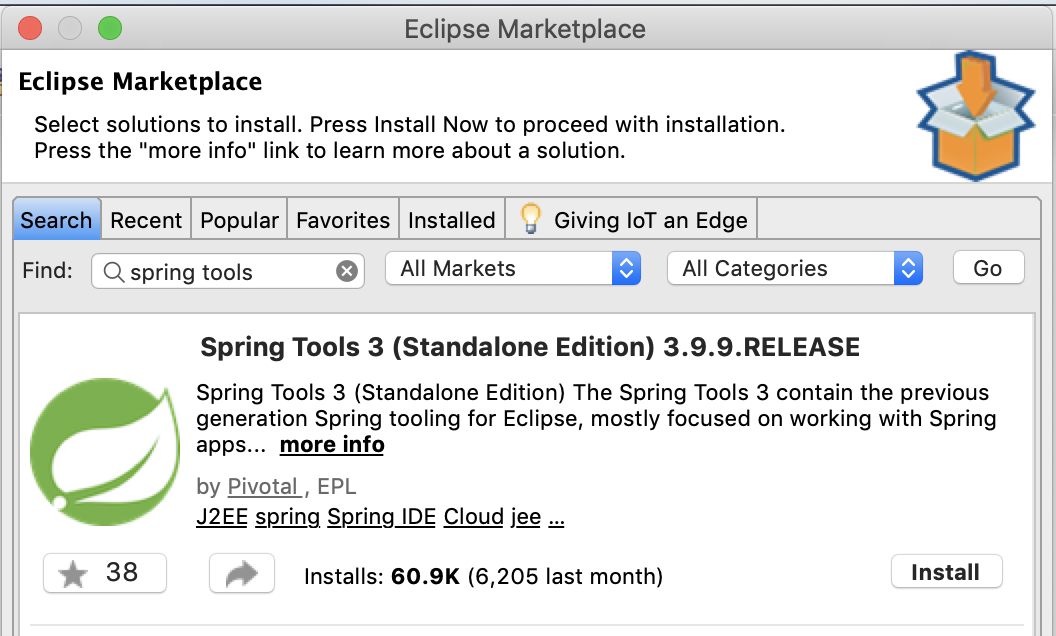 Eclipse Marketplace
Eclipse Marketplace
Select solutions to install. Press Install Now to proceed with installation.
Press the "more info" link to learn more about a solution.
Search Recent Popular Favorites Installed Giving IoT an Edge
Find: spring tools All Markets All Categories Go
Spring Tools 3 (Standalone Edition) 3.9.9.RELEASE
Spring Tools 3 (Standalone Edition) The Spring Tools 3 contain the previous
generation Spring tooling for Eclipse, mostly focused on working with Spring
apps... more info
by Pivotal , EPL
J2EE spring Spring IDE Cloud jee ...
38 Installs: 60.9K (6,205 last month) Install